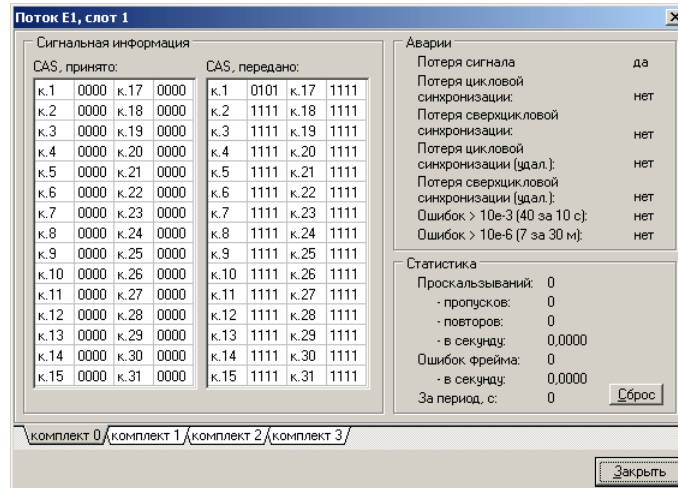 Поток E1, слот 1
Сигнальная информация
CAS, принято:
к.1 0000 к.17 0000
к.2 0000 к.18 0000
к.3 0000 к.19 0000
к.4 0000 к.20 0000
к.5 0000 к.21 0000
к.6 0000 к.22 0000
к.7 0000 к.23 0000
к.8 0000 к.24 0000
к.9 0000 к.25 0000
к.10 0000 к.26 0000
к.11 0000 к.27 0000
к.12 0000 к.28 0000
к.13 0000 к.29 0000
к.14 0000 к.30 0000
к.15 0000 к.31 0000
CAS, передано:
к.1 0101 к.17 1111
к.2 1111 к.18 1111
к.3 1111 к.19 1111
к.4 1111 к.20 1111
к.5 1111 к.21 1111
к.6 1111 к.22 1111
к.7 1111 к.23 1111
к.8 1111 к.24 1111
к.9 1111 к.25 1111
к.10 1111 к.26 1111
к.11 1111 к.27 1111
к.12 1111 к.28 1111
к.13 1111 к.29 1111
к.14 1111 к.30 1111
к.15 1111 к.31 1111
Аварии
Потеря сигнала да
Потеря цикловой
синхронизации: нет
Потеря сверхцикловой
синхронизации: нет
Потеря цикловой
синхронизации (удал.): нет
Потеря сверхцикловой
синхронизации (удал.): нет
Ошибок > 10e-3 (40 за 10 с): нет
Ошибок > 10e-6 (7 за 30 м): нет
Статистика
Проскальзываний: 0
- пропусков: 0
- повторов: 0
- в секунду: 0,0000
Ошибок фрейма: 0
- в секунду: 0,0000
За период, с: 0
Сброс
комплект 0 комплект 1 комплект 2 комплект 3
Закрыть